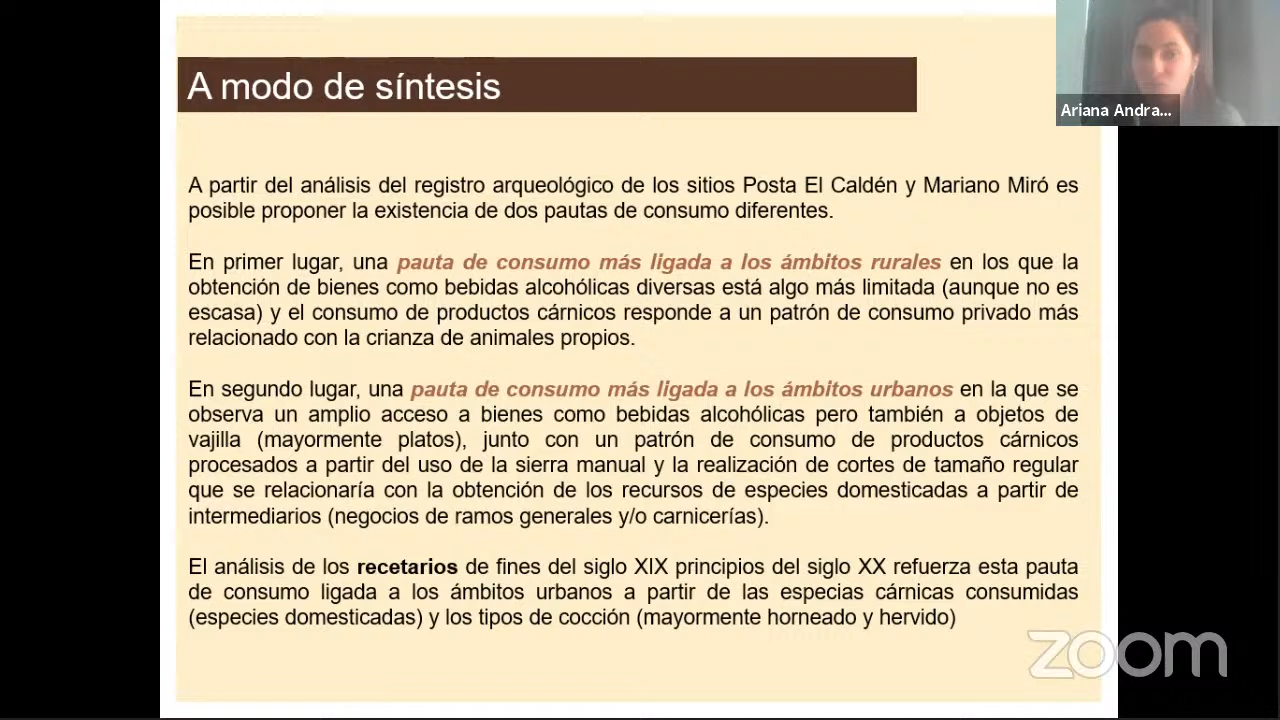 A modo de síntesis
Ariana Andra...
A partir del análisis del registro arqueológico de los sitios Posta El Caldén y Mariano Miró es
posible proponer la existencia de dos pautas de consumo diferentes.
En primer lugar, una pauta de consumo más ligada a los ámbitos rurales en los que la
obtención de bienes como bebidas alcohólicas diversas está algo más limitada (aunque no es
escasa) y el consumo de productos cárnicos responde a un patrón de consumo privado más
relacionado con la crianza de animales propios.
En segundo lugar, una pauta de consumo más ligada a los ámbitos urbanos en la que se
observa un amplio acceso a bienes como bebidas alcohólicas pero también a objetos de
vajilla (mayormente platos), junto con un patrón de consumo de productos cárnicos
procesados a partir del uso de la sierra manual y la realización de cortes de tamaño regular
que se relacionaría con la obtención de los recursos de especies domesticadas a partir de
intermediarios (negocios de ramos generales y/o carnicerías).
El análisis de los recetarios de fines del siglo XIX principios del siglo XX refuerza esta pauta
de consumo ligada a los ámbitos urbanos a partir de las especias cárnicas consumidas
(especies domesticadas) y los tipos de cocción (mayormente horneado y hervido)
zoom